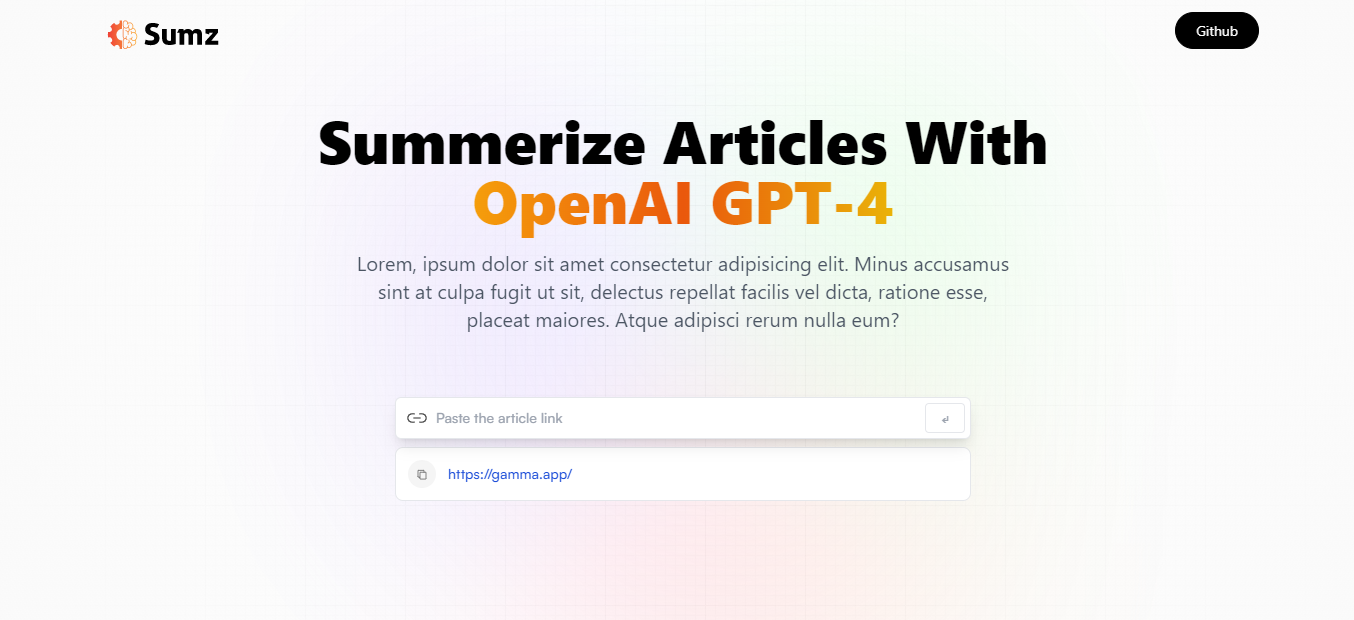 Sumz
Github
Summerize Articles With
OpenAI GPT-4
Lorem, ipsum dolor sit amet consectetur adipisicing elit. Minus accusamus
sint at culpa fugit ut sit, delectus repellat facilis vel dicta, ratione esse,
placeat maiores. Atque adipisci rerum nulla eum?
Paste the article link
https://gamma.app/